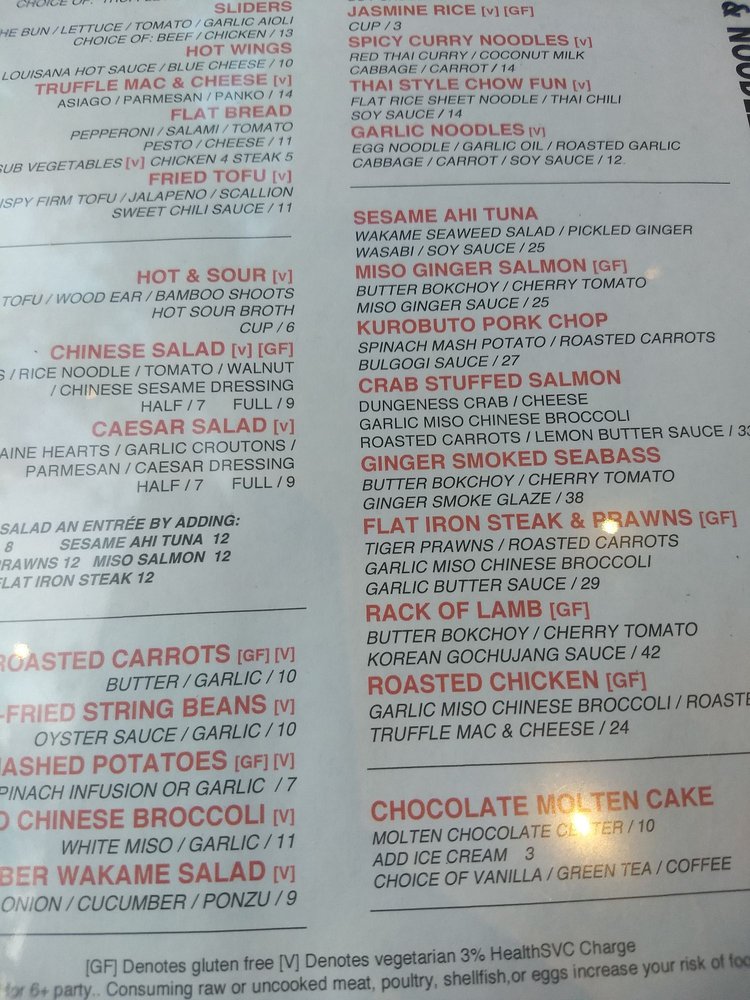 SLIDERS
BUN / LETTUCE / TOMATO / GARLIC AIOLI
CHOICE OF: BEEF / CHICKEN / 13
HOT WINGS
LOUISANA HOT SAUCE / BLUE CHEESE / 10
TRUFFLE MAC & CHEESE [v]
ASIAGO / PARMESAN / PANKO / 14
FLAT BREAD
PEPPERONI / SALAMI / TOMATO
PESTO / CHEESE / 11
SUB VEGETABLES [v] CHICKEN 4 STEAK 5
FRIED TOFU [v]
FIRM TOFU / JALAPENO / SCALLION
SWEET CHILI SAUCE / 11
HOT & SOUR [v]
TOFU / WOOD EAR / BAMBOO SHOOTS
HOT SOUR BROTH
CUP / 6
CHINESE SALAD [v] [GF]
/ RICE NOODLE / TOMATO / WALNUT
/ CHINESE SESAME DRESSING
HALF / 7 FULL / 9
CAESAR SALAD [v]
HEARTS / GARLIC CROUTONS /
PARMESAN / CAESAR DRESSING
HALF / 7 FULL / 9
SALAD AN ENTRÉE BY ADDING:
8 SESAME AHI TUNA 12
PRAWNS 12 MISO SALMON 12
FLAT IRON STEAK 12
ROASTED CARROTS [GF] [V]
BUTTER / GARLIC / 10
-FRIED STRING BEANS [V]
OYSTER SAUCE / GARLIC / 10
MASHED POTATOES [GF] [V]
SPINACH INFUSION OR GARLIC / 7
CHINESE BROCCOLI [V]
WHITE MISO / GARLIC / 11
WAKAME SALAD [V]
ONION / CUCUMBER / PONZU / 9
JASMINE RICE [v] [GF]
CUP / 3
SPICY CURRY NOODLES [v]
RED THAI CURRY / COCONUT MILK
CABBAGE / CARROT / 14
THAI STYLE CHOW FUN [v]
FLAT RICE SHEET NOODLE / THAI CHILI
SOY SAUCE / 14
GARLIC NOODLES [V]
EGG NOODLE / GARLIC OIL / ROASTED GARLIC
CABBAGE / CARROT / SOY SAUCE / 12.
SESAME AHI TUNA
WAKAME SEAWEED SALAD / PICKLED GINGER
WASABI / SOY SAUCE / 25
MISO GINGER SALMON [GF]
BUTTER BOKCHOY / CHERRY TOMATO
MISO GINGER SAUCE / 25
KUROBUTO PORK CHOP
SPINACH MASH POTATO / ROASTED CARROTS
BULGOGI SAUCE / 27
CRAB STUFFED SALMON
DUNGENESS CRAB / CHEESE
GARLIC MISO CHINESE BROCCOLI
ROASTED CARROTS / LEMON BUTTER SAUCE / 33
GINGER SMOKED SEABASS
BUTTER BOKCHOY / CHERRY TOMATO
GINGER SMOKE GLAZE / 38
FLAT IRON STEAK & PRAWNS [GF]
TIGER PRAWNS / ROASTED CARROTS
GARLIC MISO CHINESE BROCCOLI
GARLIC BUTTER SAUCE / 29
RACK OF LAMB [GF]
BUTTER BOKCHOY / CHERRY TOMATO
KOREAN GOCHUJANG SAUCE / 42
ROASTED CHICKEN [GF]
GARLIC MISO CHINESE BROCCOLI / ROASTE
TRUFFLE MAC & CHEESE / 24
CHOCOLATE MOLTEN CAKE
MOLTEN CHOCOLATE CENTER / 10
ADD ICE CREAM 3
CHOICE OF VANILLA / GREEN TEA / COFFEE
& NOODLE
[GF] Denotes gluten free [V] Denotes vegetarian 3% HealthSVC Charge
for 6+ party.. Consuming raw or uncooked meat, poultry, shellfish,or eggs increase your risk of foo